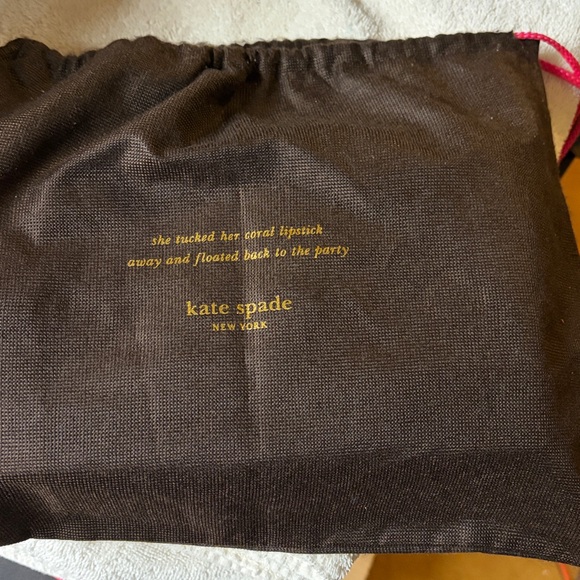 she tucked her coral lipstick
away and floated back to the party
kate spade
NEW YORK